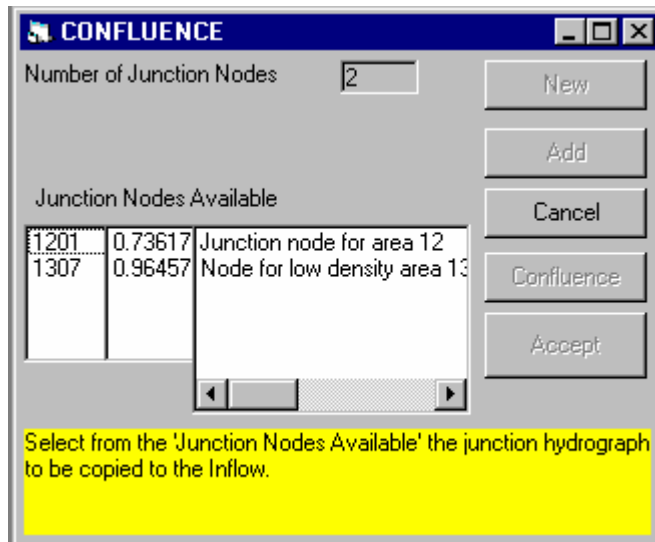 CONFLUENCE
Number of Junction Nodes 2
New
Add
Junction Nodes Available
Cancel
1201 0.73617 Junction node for area 12
1307 0.96457 Node for low density area 13
Confluence
Accept
Select from the 'Junction Nodes Available' the junction hydrograph
to be copied to the Inflow.